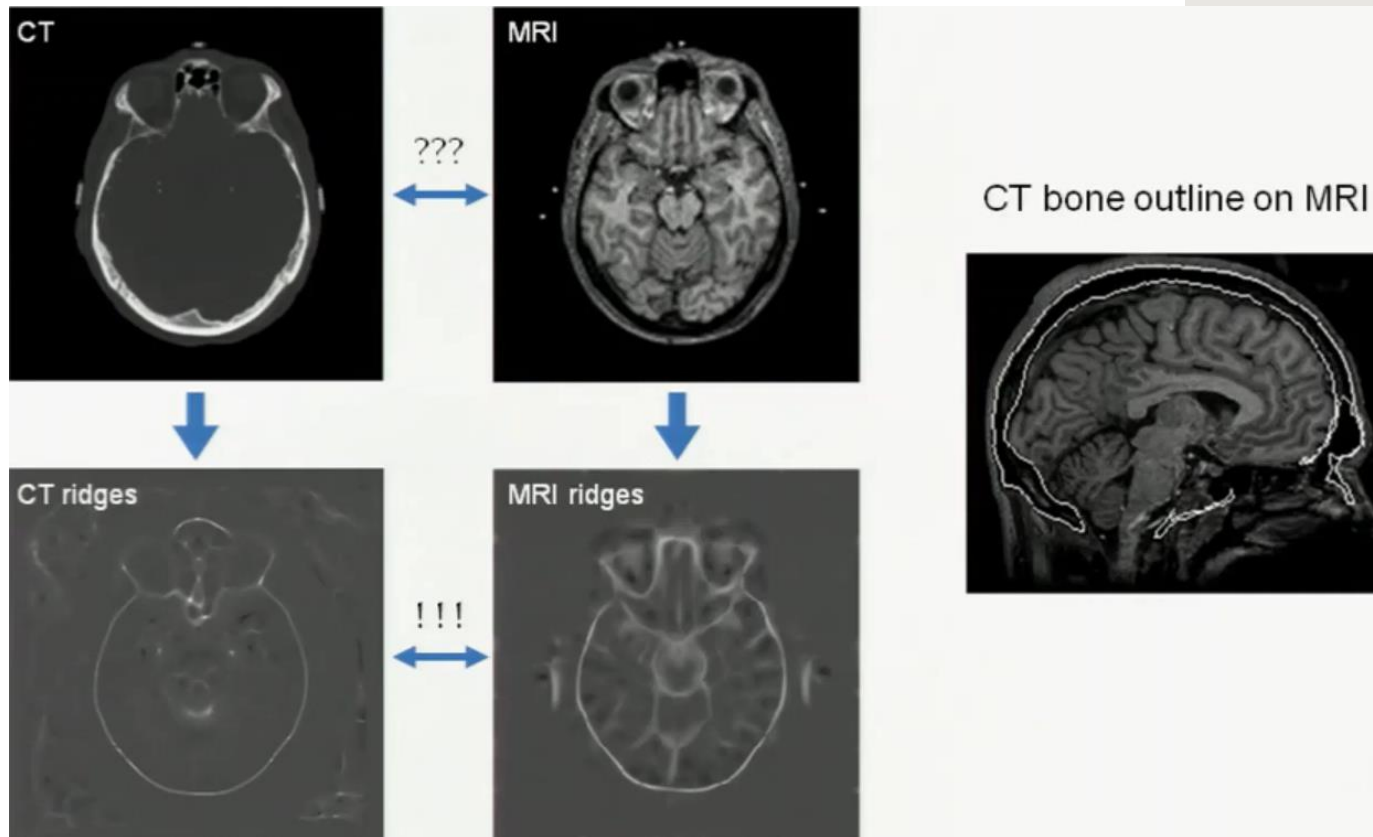 CT
MRI
???
CT bone outline on MRI
CT ridges
MRI ridges
!!!